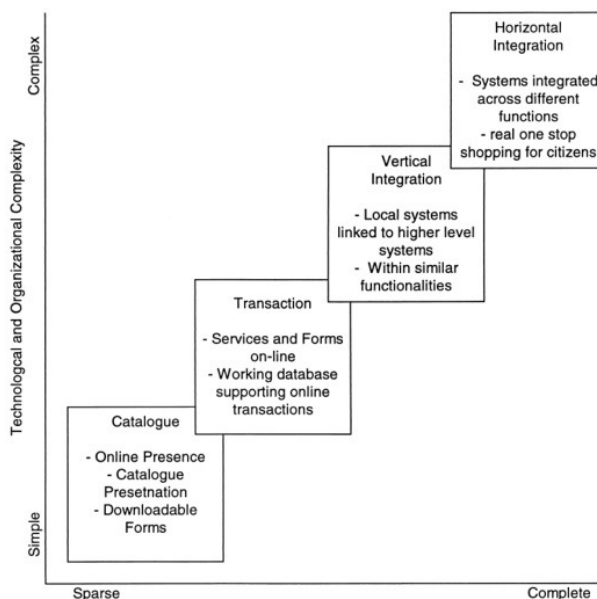 Complex
Technologcal and Organizational Complexity
Simple
Horizontal
Integration
- Systems integrated
across different
functions
- real one stop
shopping for citizens
Vertical
Integration
- Local systems
linked to higher level
systems
- Within similar
functionalities
Transaction
- Services and Forms
on-line
- Working database
supporting online
transactions
Catalogue
- Online Presence
- Catalogue
Presetnation
- Downloadable
Forms
Sparse
Complete